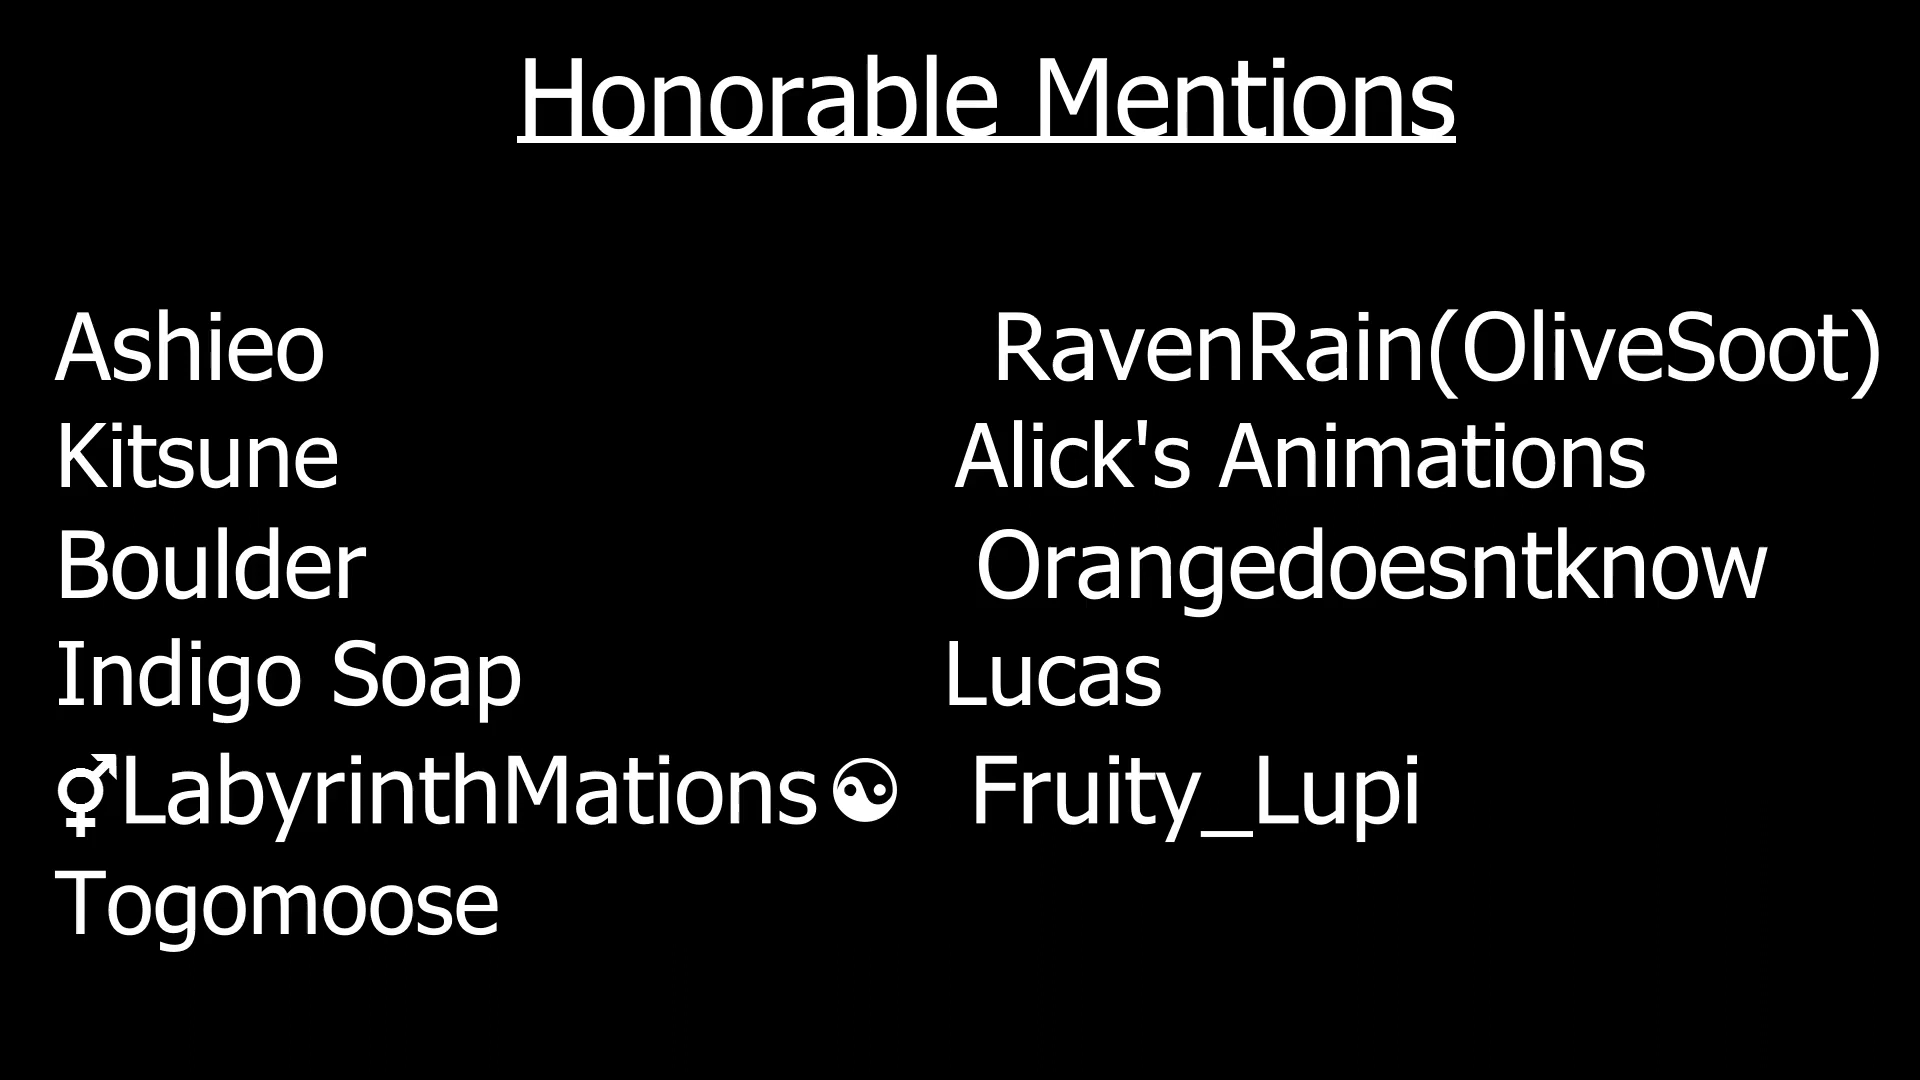 Honorable Mentions
Ashieo RavenRain(OliveSoot)
Kitsune Alick's Animations
Boulder Orangedoesntknow
Indigo Soap Lucas
⚥LabyrinthMations☯ Fruity_Lupi
Togomoose